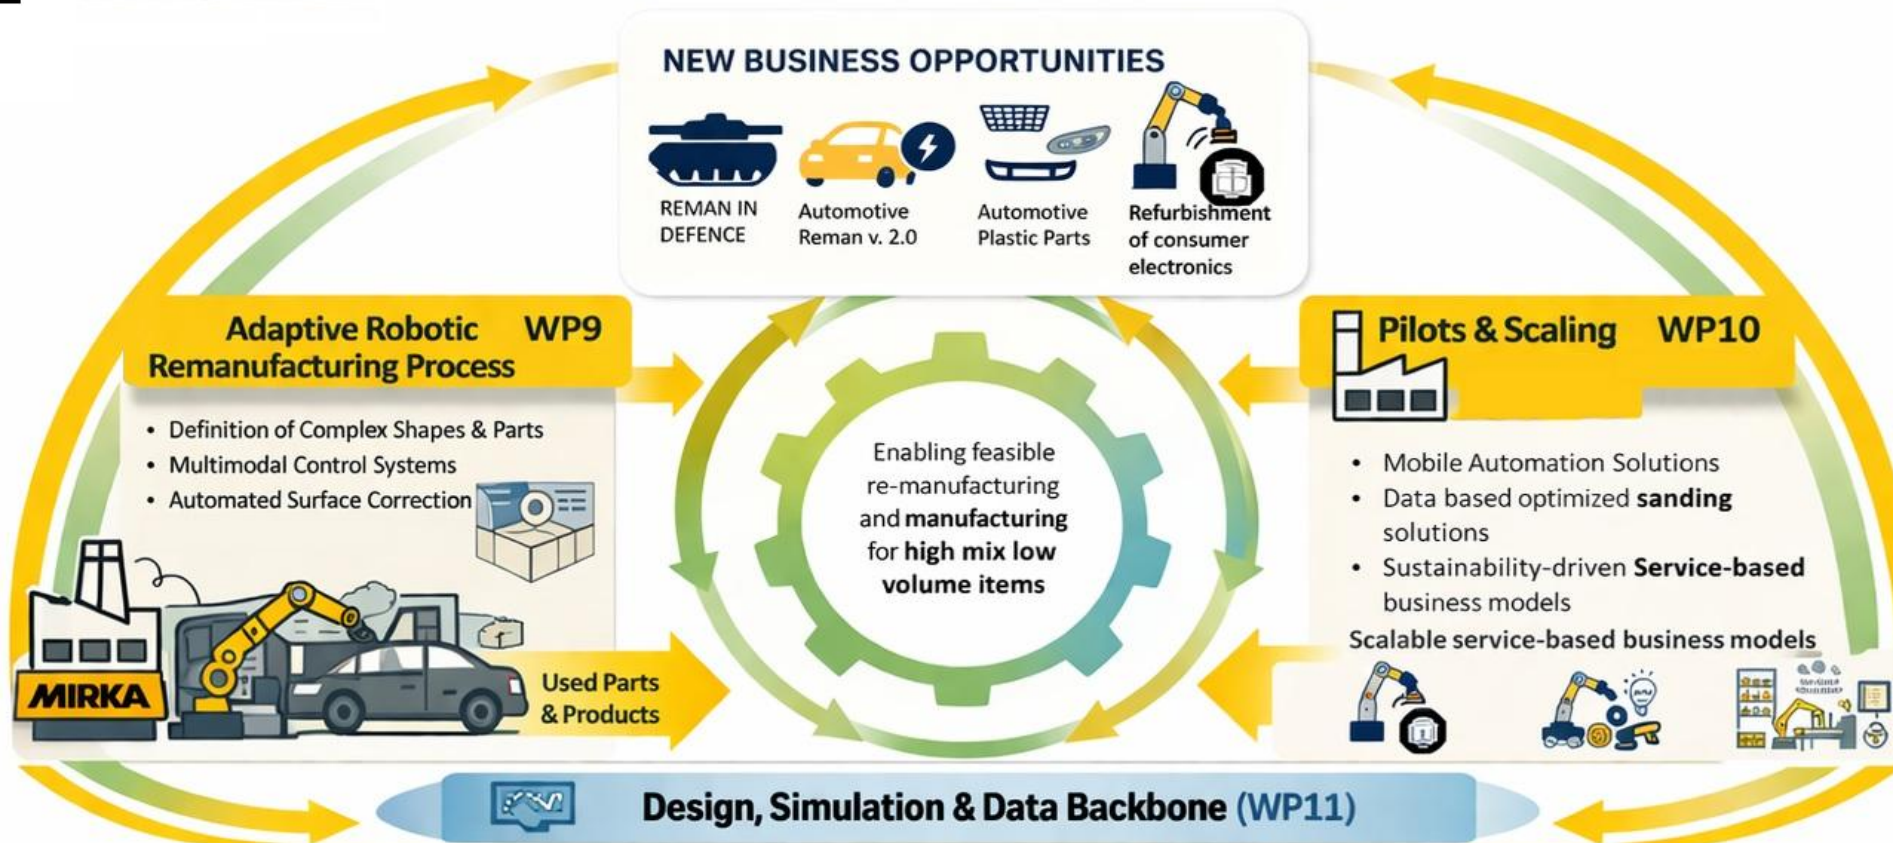 NEW BUSINESS OPPORTUNITIES
REMAN IN
DEFENCE
Automotive
Reman v. 2.0
Automotive
Plastic Parts
Refurbishment
of consumer
electronics
Adaptive Robotic
Remanufacturing Process
WP9
• Definition of Complex Shapes & Parts
• Multimodal Control Systems
• Automated Surface Correction
MIRKA
Used Parts
& Products
Enabling feasible
re-manufacturing
and manufacturing
for high mix low
volume items
Pilots & Scaling WP10
• Mobile Automation Solutions
• Data based optimized sanding
solutions
• Sustainability-driven Service-based
business models
Scalable service-based business models
Design, Simulation & Data Backbone (WP11)